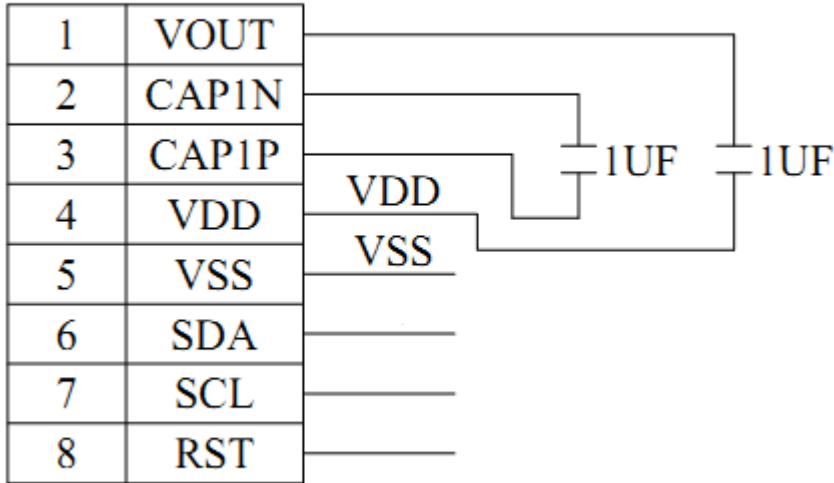 1 VOUT
2 CAP1N
3 CAP1P
1UF 1UF
VDD
4 VDD
VSS
5 VSS
6 SDA
7 SCL
8 RST